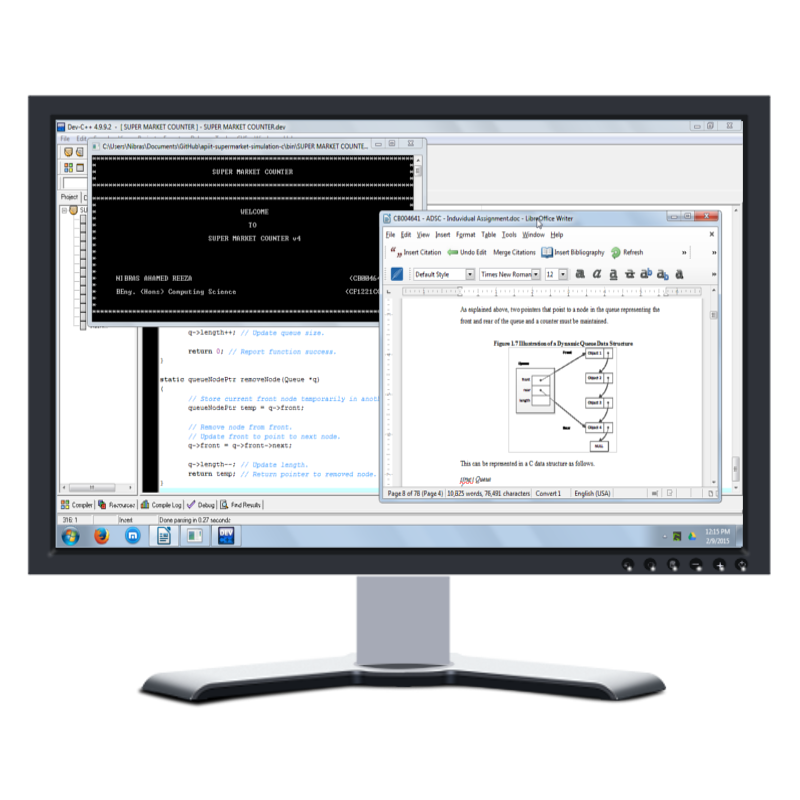 Dev-C++ 4.9.9.2 - [ SUPER MARKET COUNTER ] - SUPER MARKET COUNTER.dev
File
C:\Users\Nibras\Documents\GitHub\apiit-supermarket-simulation-c\bin\SUPER MARKET COUNTE...
SUPER MARKET COUNTER
WELCOME
TO
SUPER MARKET COUNTER v4
NIBRAS AHAMED REEZA
BEng. (Hons) Computing Science
Project
q->length++; // Update queue size.
return 0; // Report function success.
}
static queueNodePtr removeNode(Queue *q)
{
// Store current front node temporarily in anoth
queueNodePtr temp = q->front;
// Remove node from front.
// Update front to point to next node.
q->front = q->front->next;
q->length--; // Update length.
return temp; // Return pointer to removed node.
}
CB004641 - ADSC - Induvidual Assignment.doc - LibreOffice Writer
File Edit View Insert Format Table Tools Window Help
Insert Citation Undo Edit Merge Citations Insert Bibliography Refresh
Default Style Times New Roman 12
As explained above, two pointers that point to a node in the queue representing the
front and rear of the queue and a counter must be maintained.
Figure 1.7 Illustration of a Dynamic Queue Data Structure
Front
Object 1
Queue
front
rear
length
Object 2
Object 3
Object 4
Rear
NULL
This can be represented in a C data structure as follows.
Queue
Page 8 of 78 (Page 4) 10,825 words, 76,491 characters Convert 1 English (USA)
Compiler Resources Compile Log Debug Find Results
316: 1 Insert Done parsing in 0.27 seconds
DEV
12:15 PM
2/9/2015